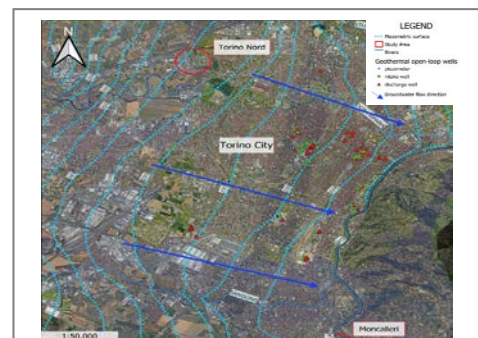 LEGEND
Piezometric surface
Study Area
Rivers
Geothermal open-loop wells
piezometer
intake well
discharge well
Groundwater flow direction
N
Torino Nord
Torino City
Moncalieri
1:50.000